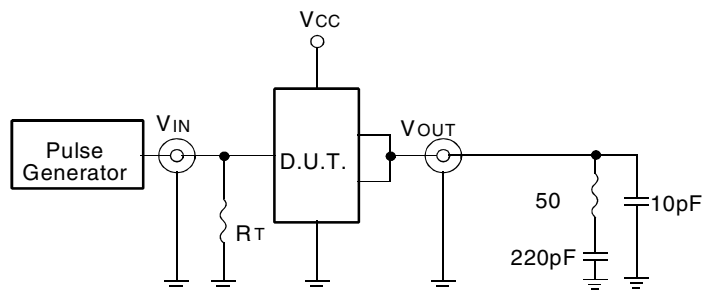 VCC
Pulse
Generator
VIN
D.U.T.
VOUT
RT
50
10pF
220pF